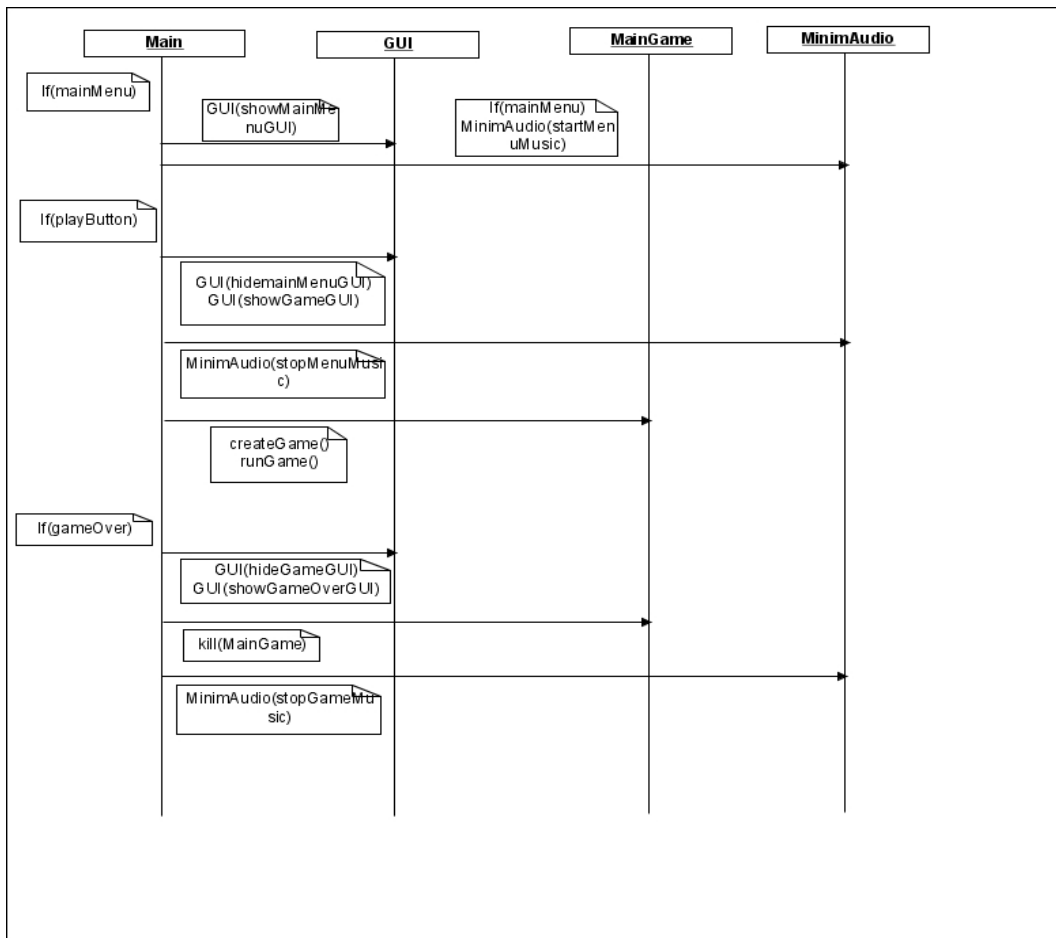 Main
GUI
MainGame
MinimAudio
If(mainMenu)
GUI(showMainMe
nuGUI)
If(mainMenu)
MinimAudio(startMen
uMusic)
If(playButton)
GUI(hidemainMenuGUI)
GUI(showGameGUI)
MinimAudio(stopMenuMusi
c)
createGame()
runGame()
If(gameOver)
GUI(hideGameGUI)
GUI(showGameOverGUI)
kill(MainGame)
MinimAudio(stopGameMu
sic)